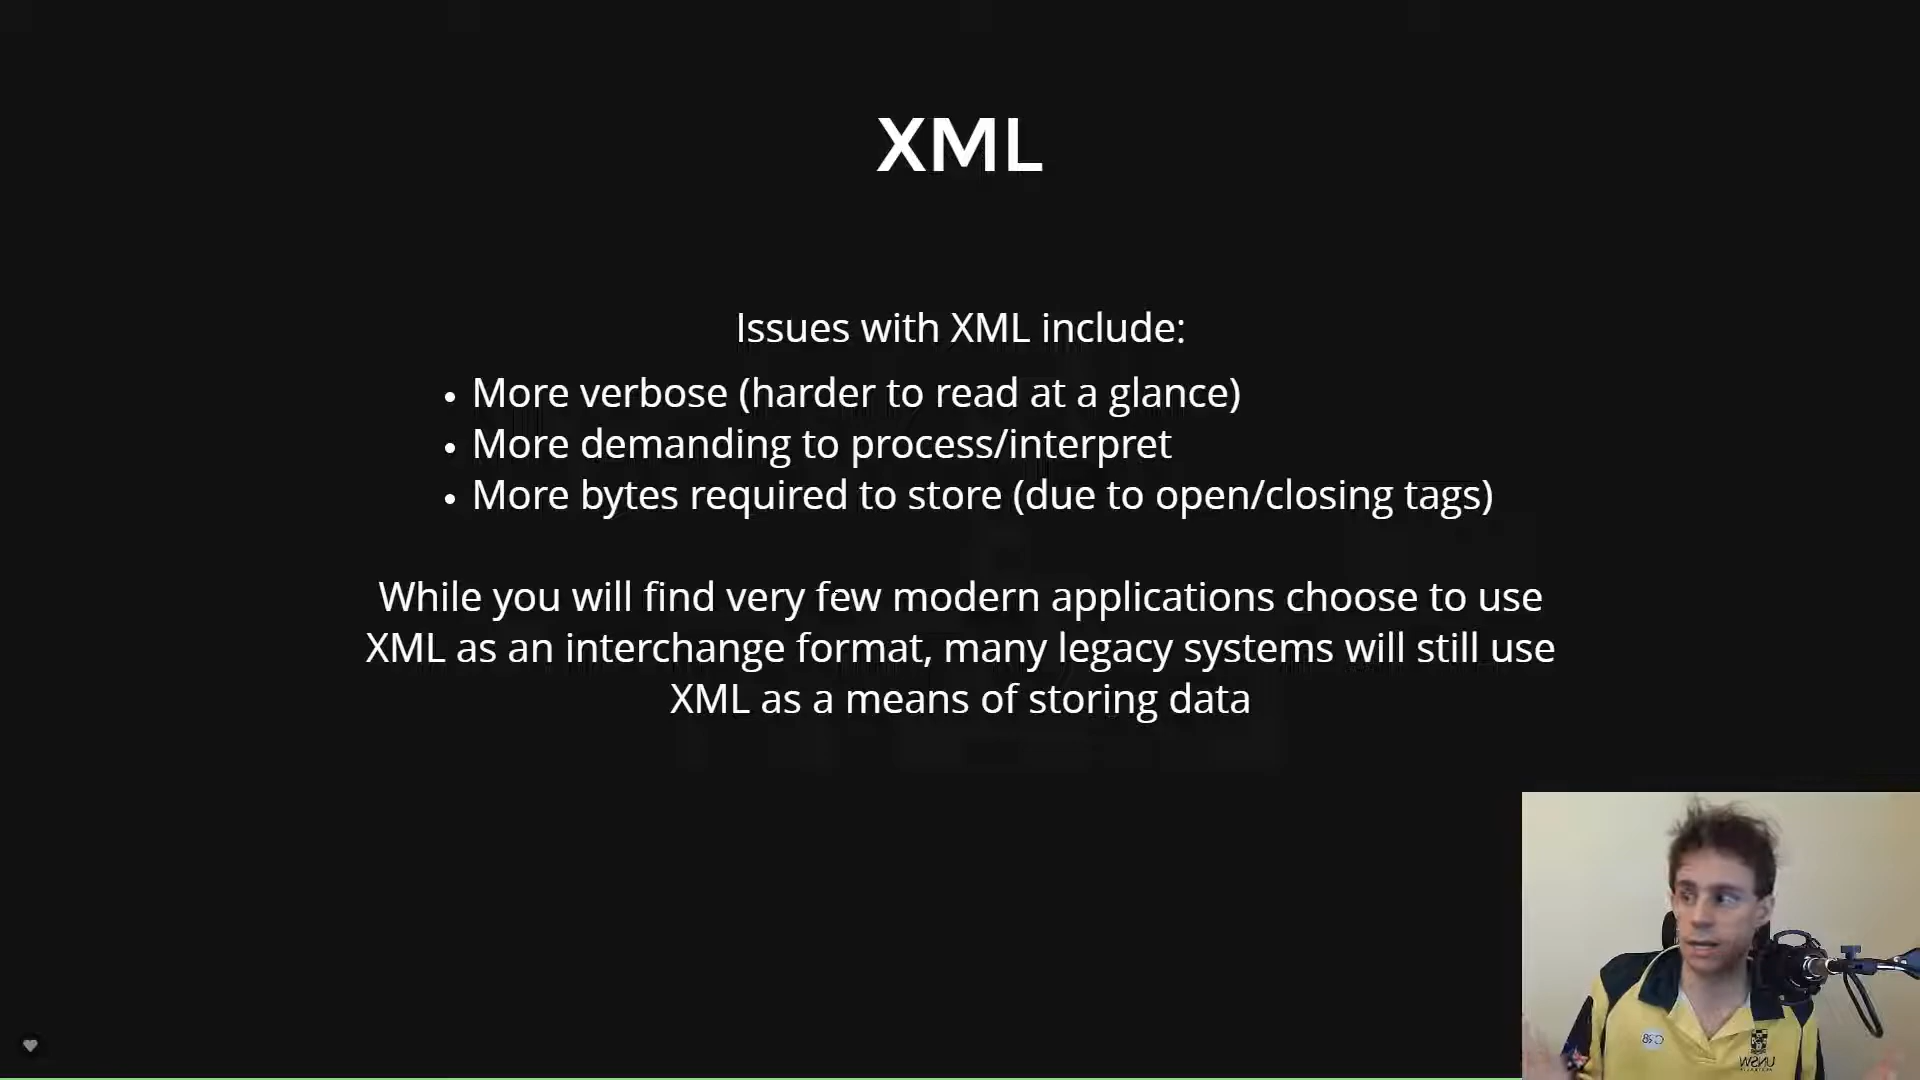 XML
Issues with XML include:
• More verbose (harder to read at a glance)
• More demanding to process/interpret
• More bytes required to store (due to open/closing tags)
While you will find very few modern applications choose to use
XML as an interchange format, many legacy systems will still use
XML as a means of storing data
UNSW